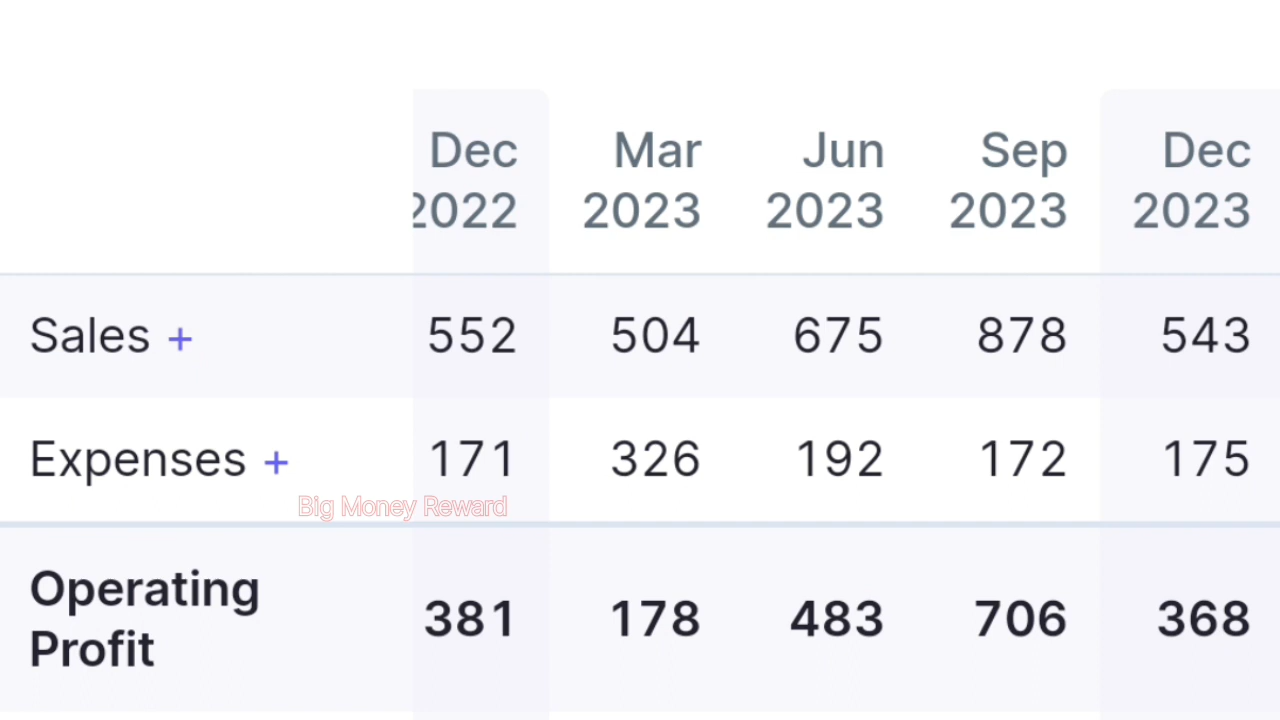 Dec Mar Jun Sep Dec
2022 2023 2023 2023 2023
Sales + 552 504 675 878 543
Expenses + 171 326 192 172 175
Big Money Reward
Operating
Profit 381 178 483 706 368